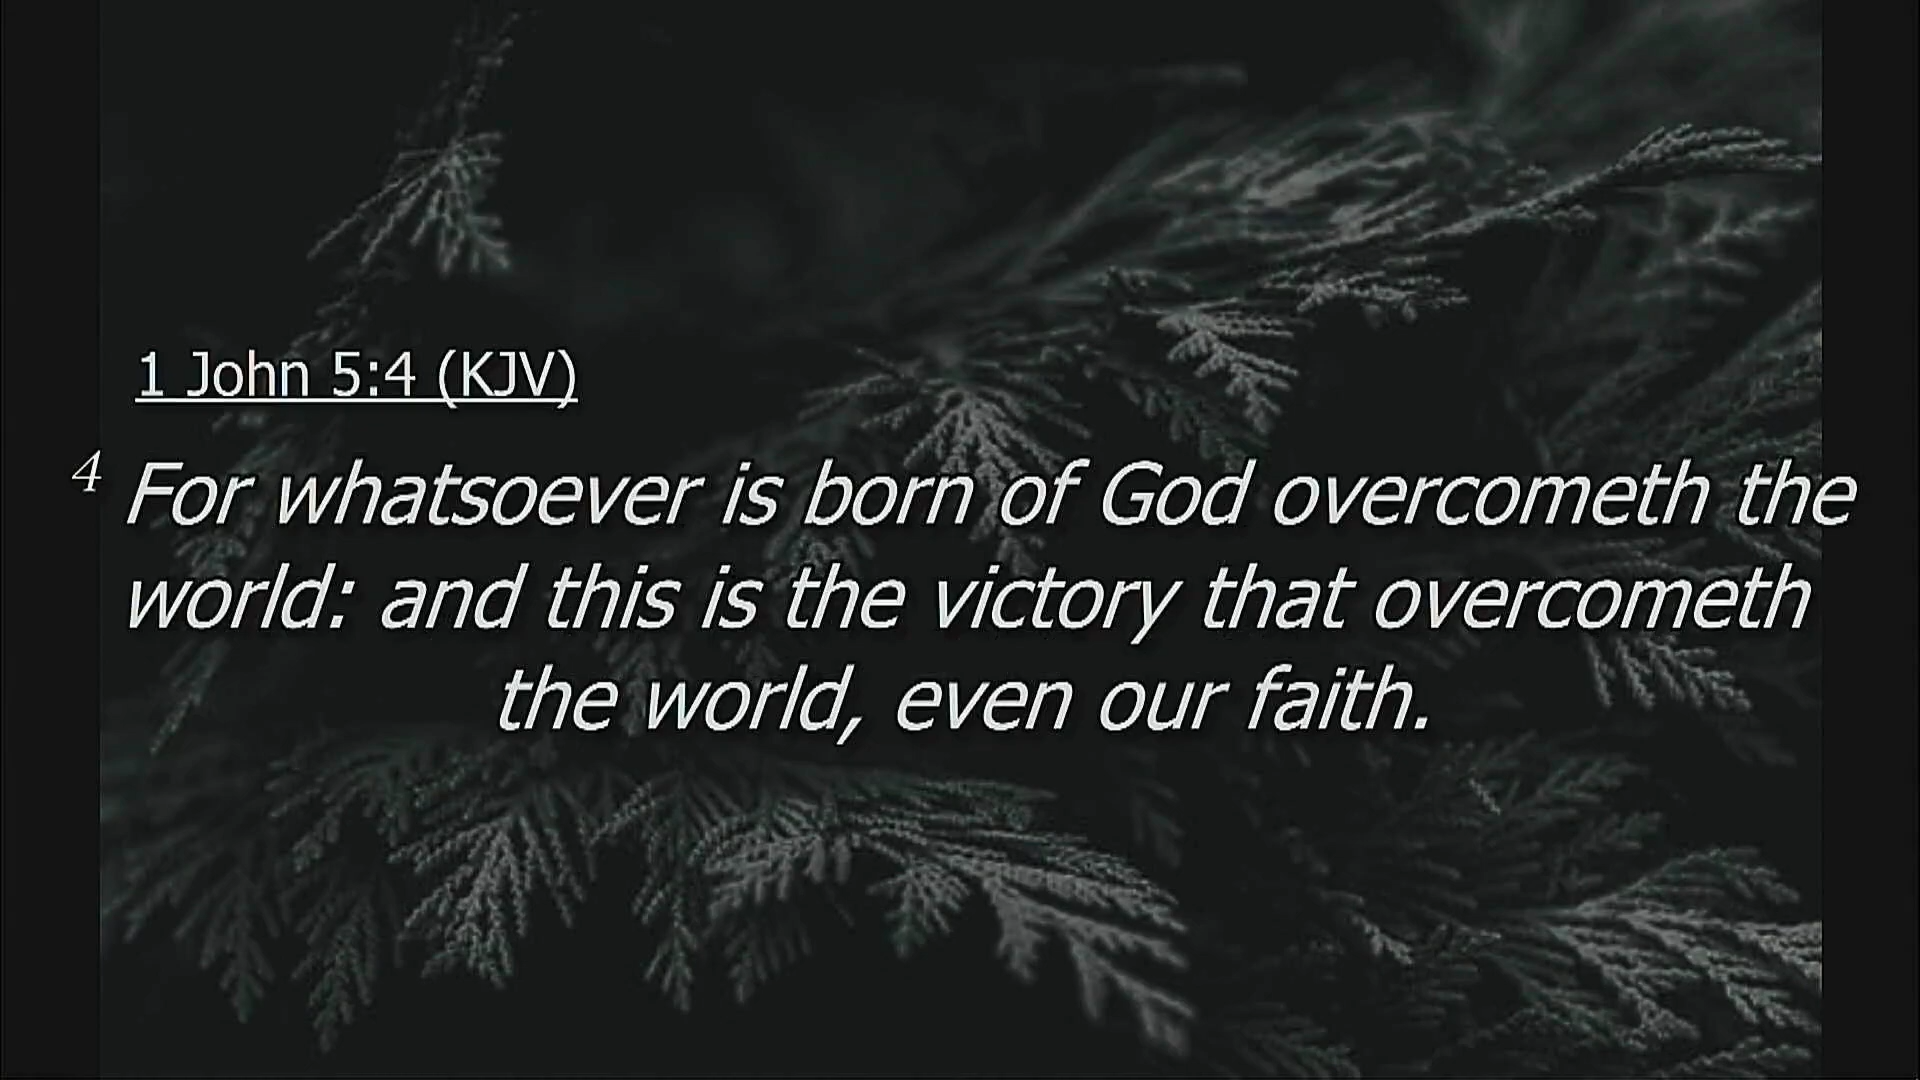 1 John 5:4 (KJV)
4 For whatsoever is born of God overcometh the
world: and this is the victory that overcometh
the world, even our faith.